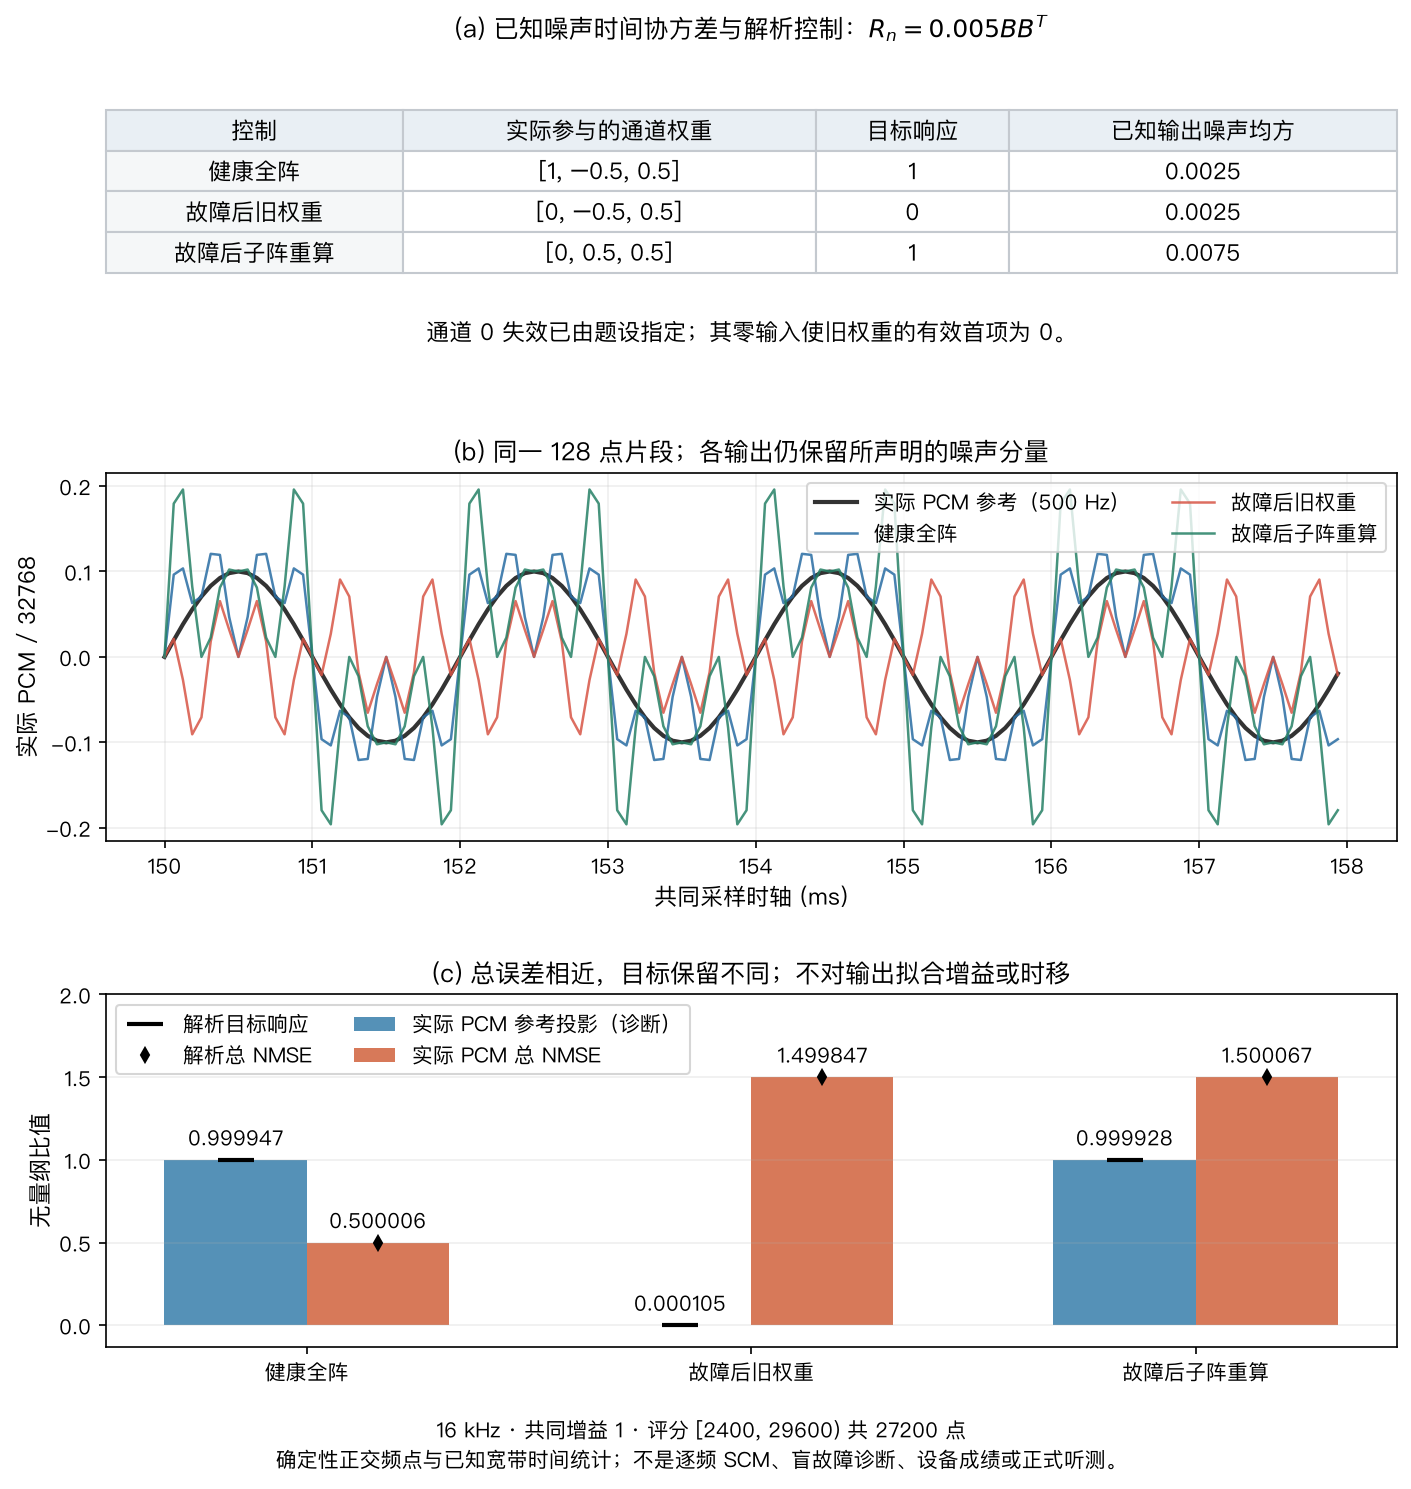 (a) 已知噪声时间协方差与解析控制：Rₙ = 0.005BBᵀ
控制 实际参与的通道权重 目标响应 已知输出噪声均方
健康全阵 [1, −0.5, 0.5] 1 0.0025
故障后旧权重 [0, −0.5, 0.5] 0 0.0025
故障后子阵重算 [0, 0.5, 0.5] 1 0.0075
通道 0 失效已由题设指定；其零输入使旧权重的有效首项为 0。
(b) 同一 128 点片段；各输出仍保留所声明的噪声分量
实际 PCM / 32768
0.2
0.1
0.0
−0.1
−0.2
实际 PCM 参考（500 Hz） 故障后旧权重
健康全阵 故障后子阵重算
150 151 152 153 154 155 156 157 158
共同采样时轴 (ms)
(c) 总误差相近，目标保留不同；不对输出拟合增益或时移
无量纲比值
2.0
1.5
1.0
0.5
0.0
解析目标响应 实际 PCM 参考投影（诊断）
解析总 NMSE 实际 PCM 总 NMSE
0.999947
0.500006
0.000105
1.499847
0.999928
1.500067
健康全阵 故障后旧权重 故障后子阵重算
16 kHz · 共同增益 1 · 评分 [2400, 29600) 共 27200 点
确定性正交频点与已知宽带时间统计；不是逐频 SCM、盲故障诊断、设备成绩或正式听测。